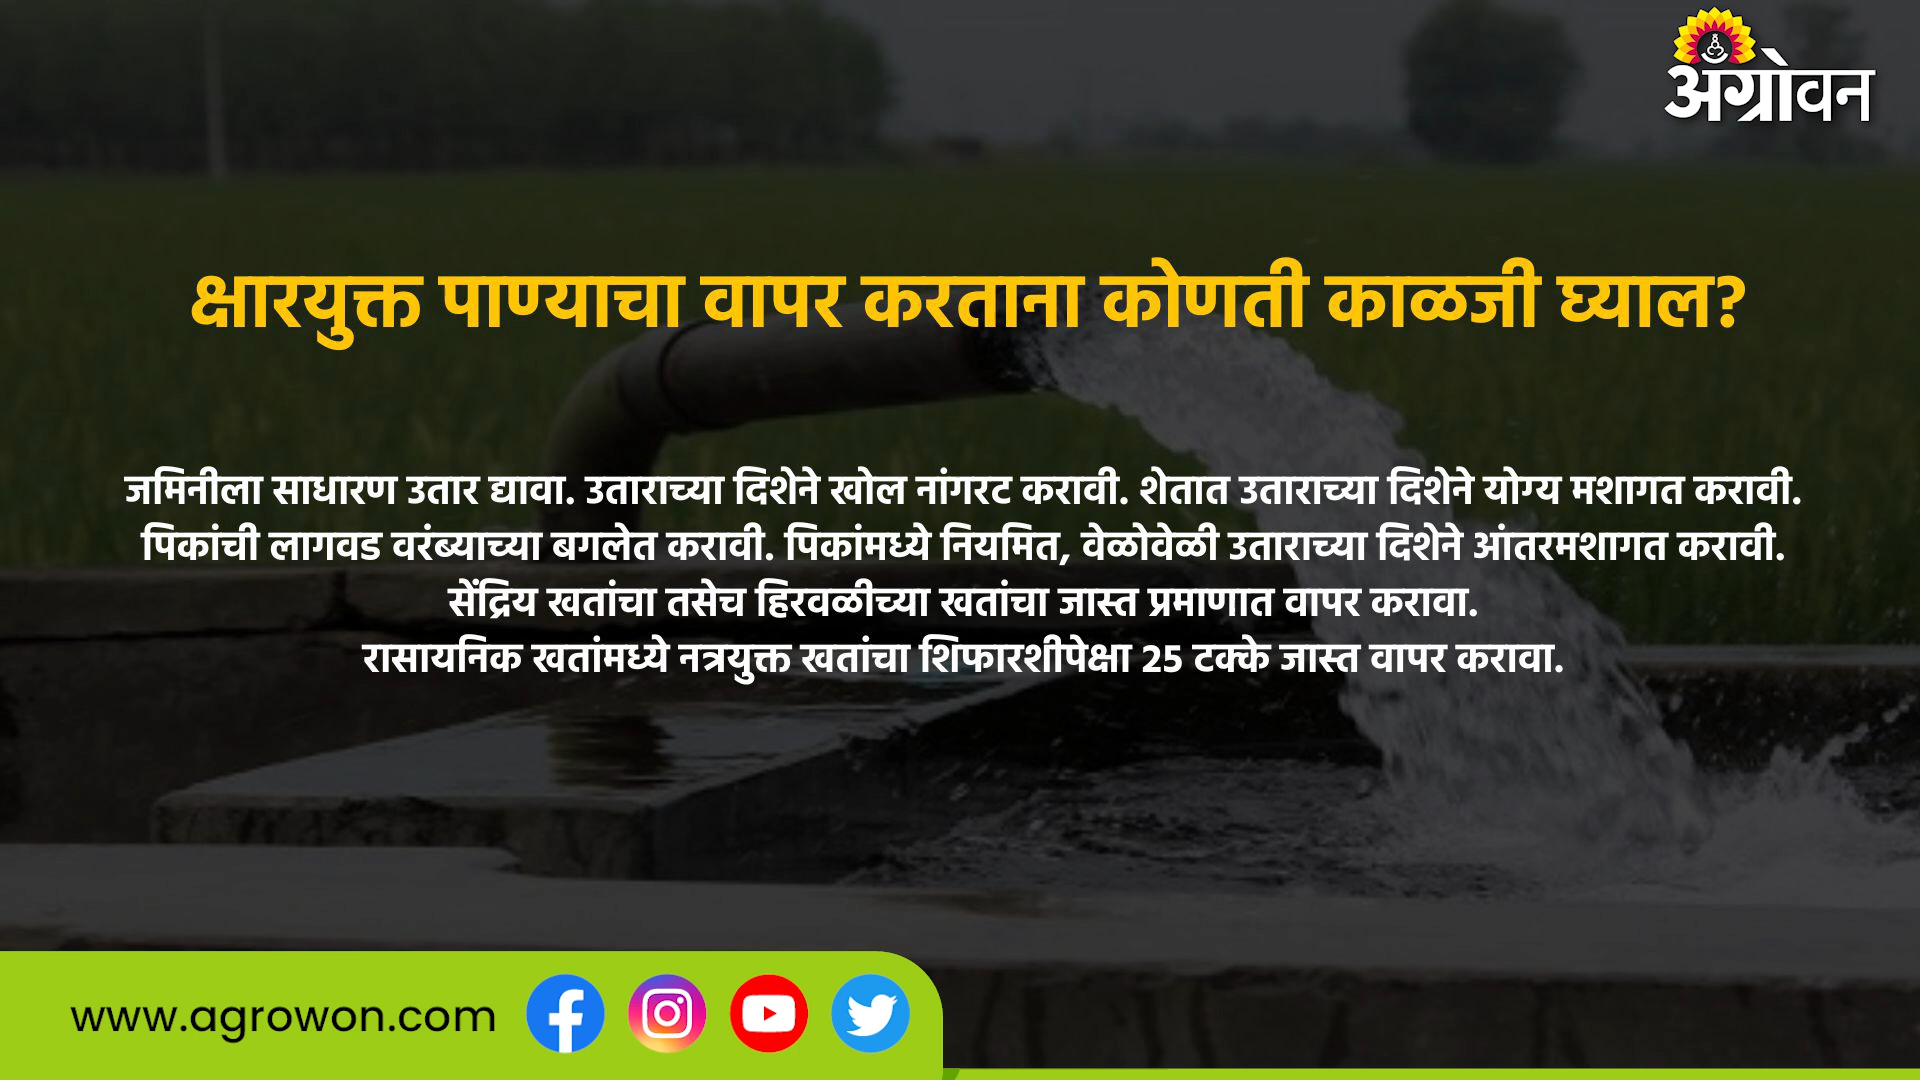 अॅग्रोवन
क्षारयुक्त पाण्याचा वापर करताना कोणती काळजी घ्याल?
जमिनीला साधारण उतार द्यावा. उताराच्या दिशेने खोल नांगरट करावी. शेतात उताराच्या दिशेने योग्य मशागत करावी.
पिकांची लागवड वरंब्याच्या बगलेत करावी. पिकांमध्ये नियमित, वेळोवेळी उताराच्या दिशेने आंतरमशागत करावी.
सेंद्रिय खतांचा तसेच हिरवळीच्या खतांचा जास्त प्रमाणात वापर करावा.
रासायनिक खतांमध्ये नत्रयुक्त खतांचा शिफारशीपेक्षा 25 टक्के जास्त वापर करावा.
www.agrowon.com